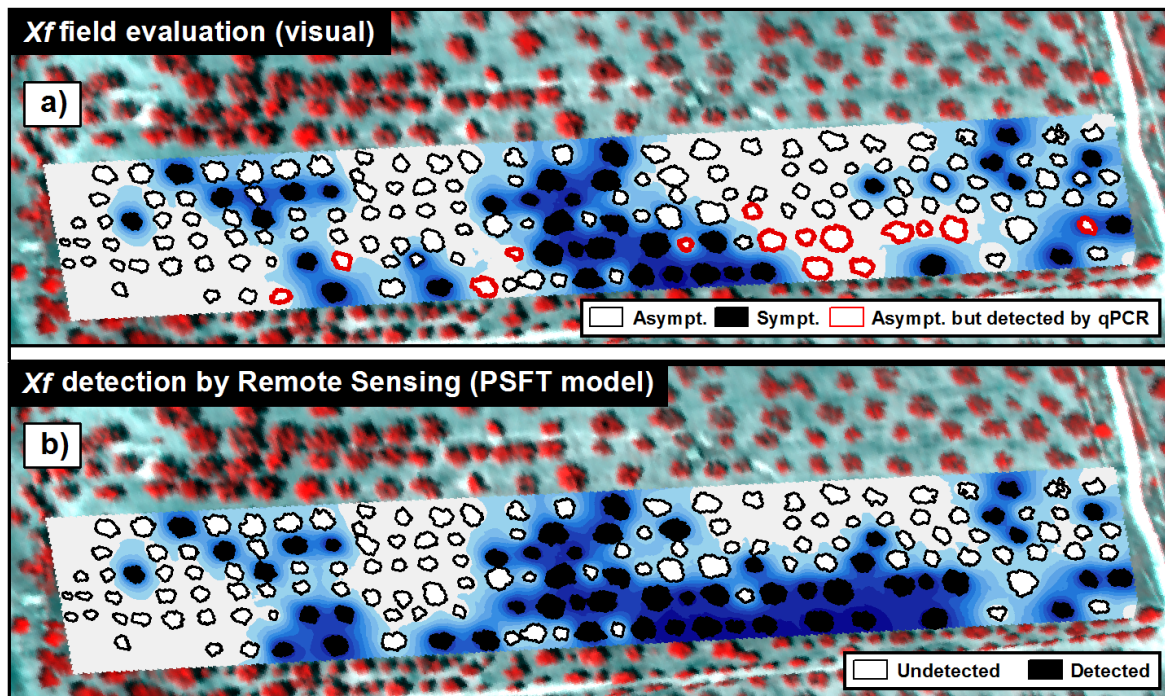 Xf field evaluation (visual)
a)
Asympt. Sympt. Asympt. but detected by qPCR
Xf detection by Remote Sensing (PSFT model)
b)
Undetected Detected